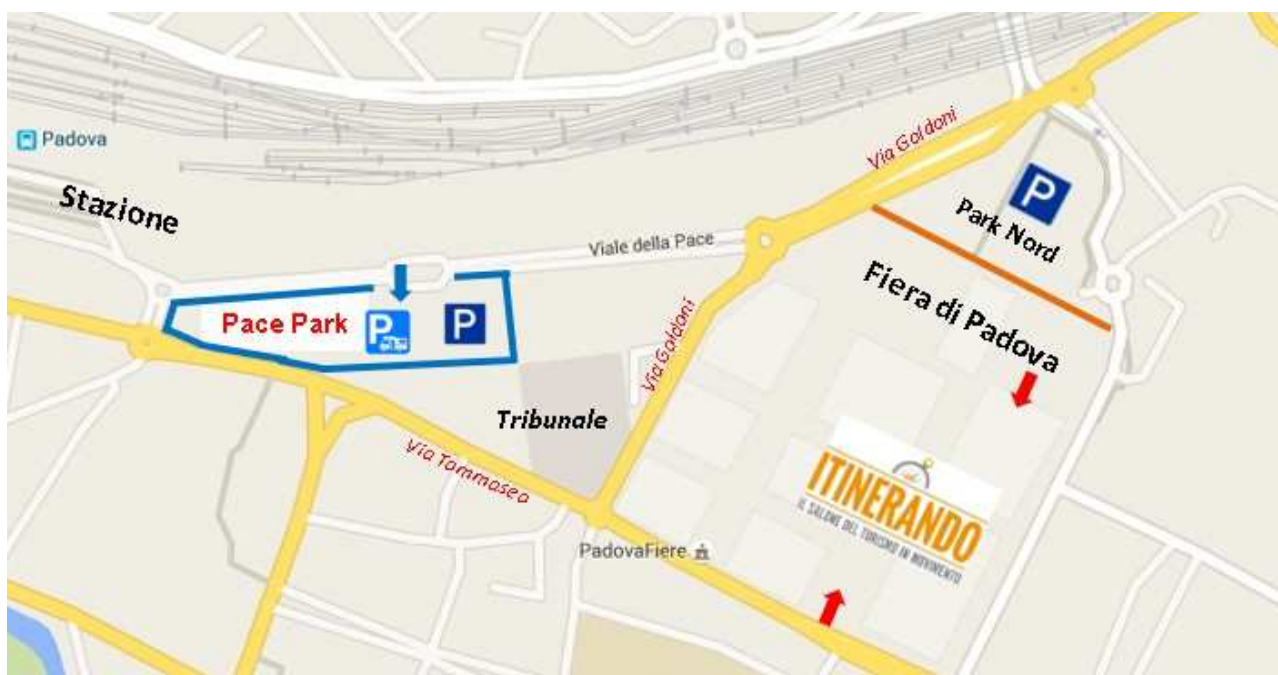 Padova
Stazione
Via Goldoni
P
Park Nord
Viale della Pace
Fiera di Padova
Pace Park
P
P
Via Goldoni
Tribunale
Via Tommaseo
ITINERANDO
IL SALONE DEL TURISMO IN MOVIMENTO
PadovaFiere